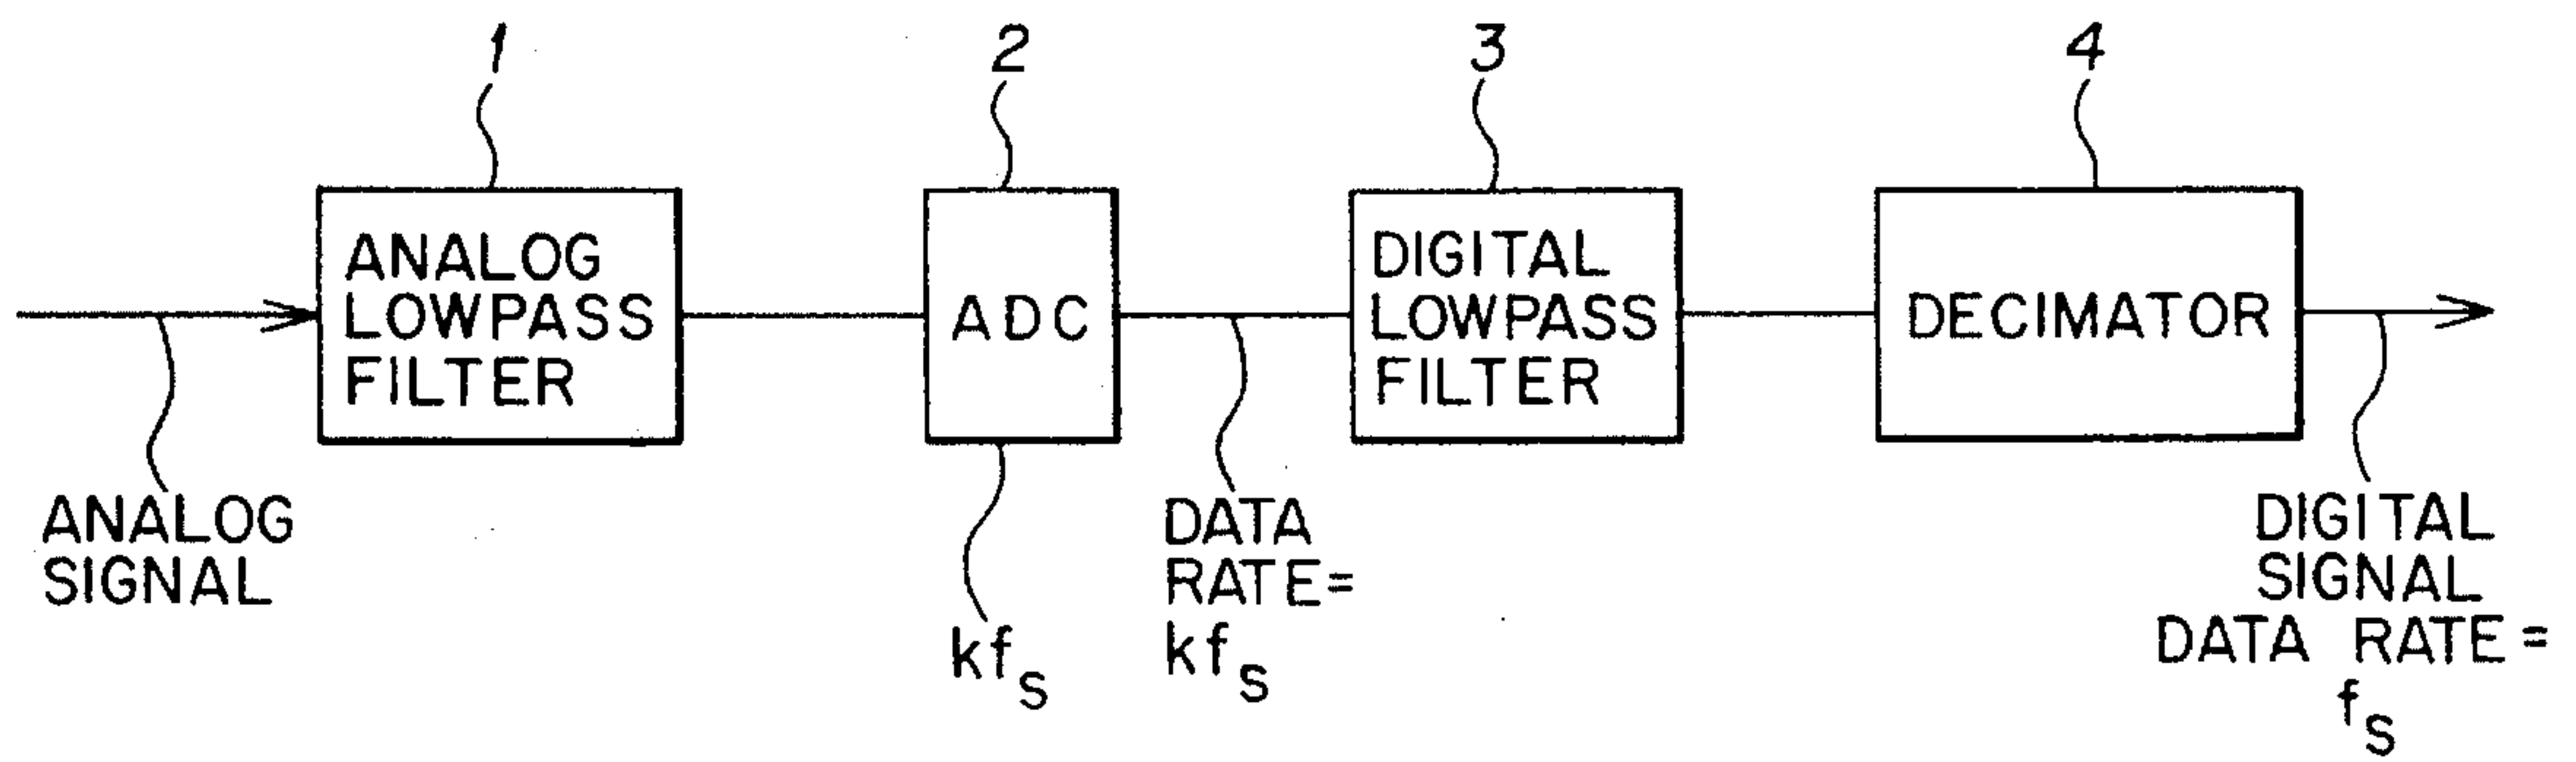 1
2
3
4
ANALOG
LOWPASS
FILTER
ADC
DIGITAL
LOWPASS
FILTER
DECIMATOR
ANALOG
SIGNAL
kfs
DATA
RATE=
kfs
DIGITAL
SIGNAL
DATA RATE=
fs